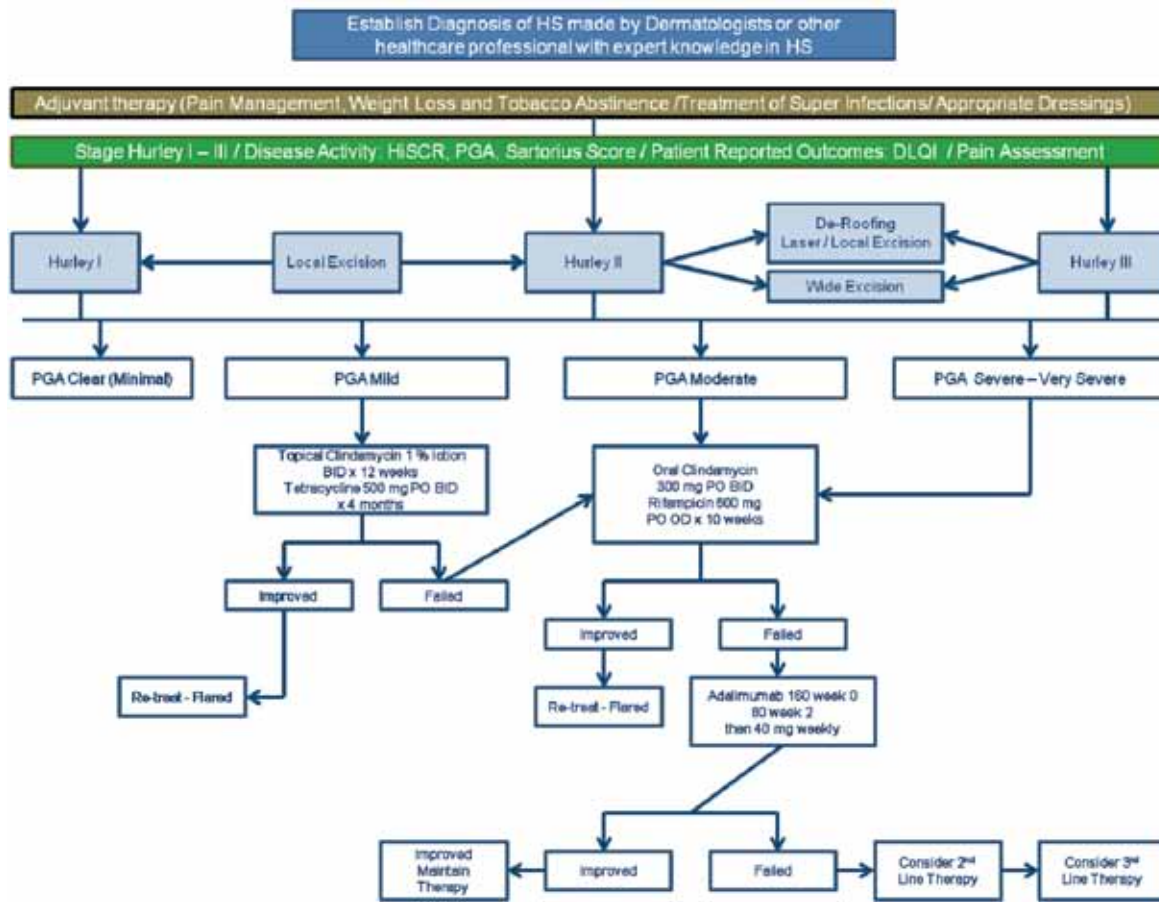 Establish Diagnosis of HS made by Dermatologists or other
healthcare professional with expert knowledge in HS
Adjuvant therapy (Pain Management, Weight Loss and Tobacco Abstinence /Treatment of Super Infections/ Appropriate Dressings)
Stage Hurley I – III / Disease Activity: HiSCR, PGA, Sartorius Score / Patient Reported Outcomes: DLQI / Pain Assessment
Hurley I
Local Excision
Hurley II
De-Roofing
Laser / Local Excision
Wide Excision
Hurley III
PGA Clear (Minimal)
PGA Mild
PGA Moderate
PGA Severe – Very Severe
Topical Clindamycin 1 % lotion
BID x 12 weeks
Tetracycline 500 mg PO BID
x 4 months
Oral Clindamycin
300 mg PO BID
Rifampicin 600 mg
PO OD x 10 weeks
Improved
Failed
Improved
Failed
Re-treat - Flared
Re-treat - Flared
Adalimumab 160 week 0
80 week 2
then 40 mg weekly
Improved
Maintain
Therapy
Improved
Failed
Consider 2nd
Line Therapy
Consider 3rd
Line Therapy